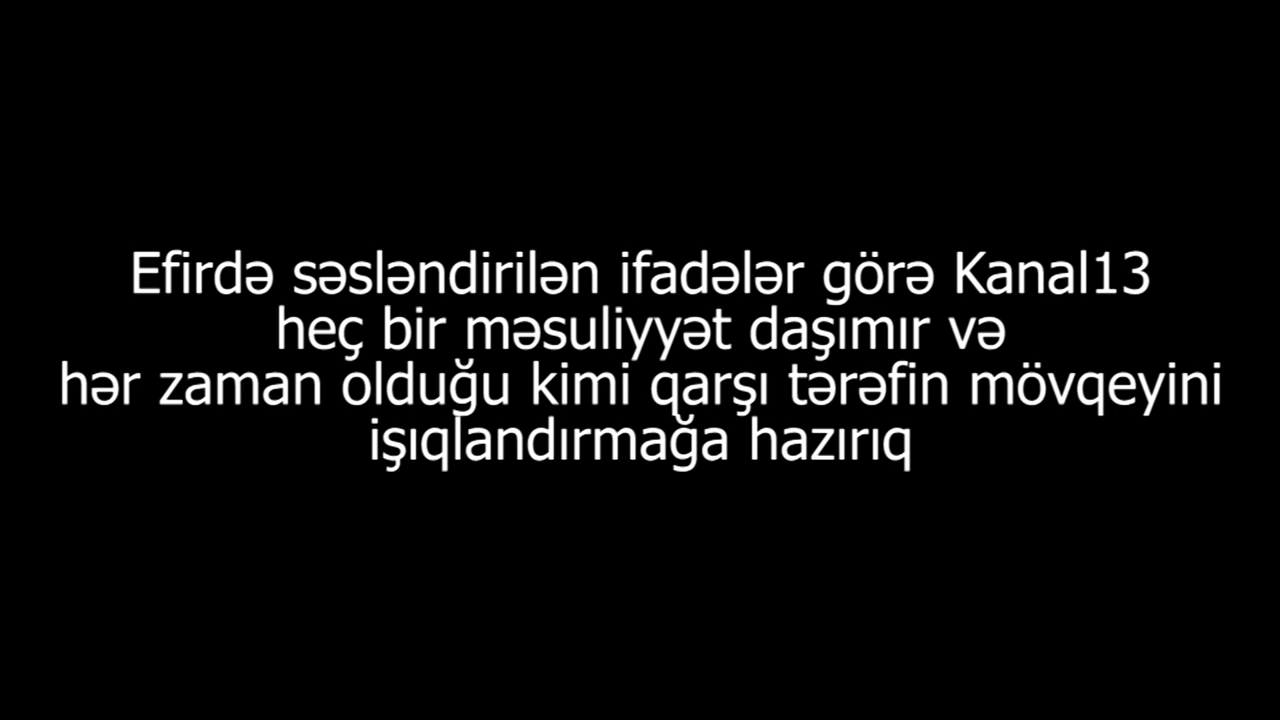 Efirdə səsləndirilən ifadələr görə Kanal13
heç bir məsuliyyət daşımır və
hər zaman olduğu kimi qarşı tərəfin mövqeyini
işıqlandırmağa hazırıq